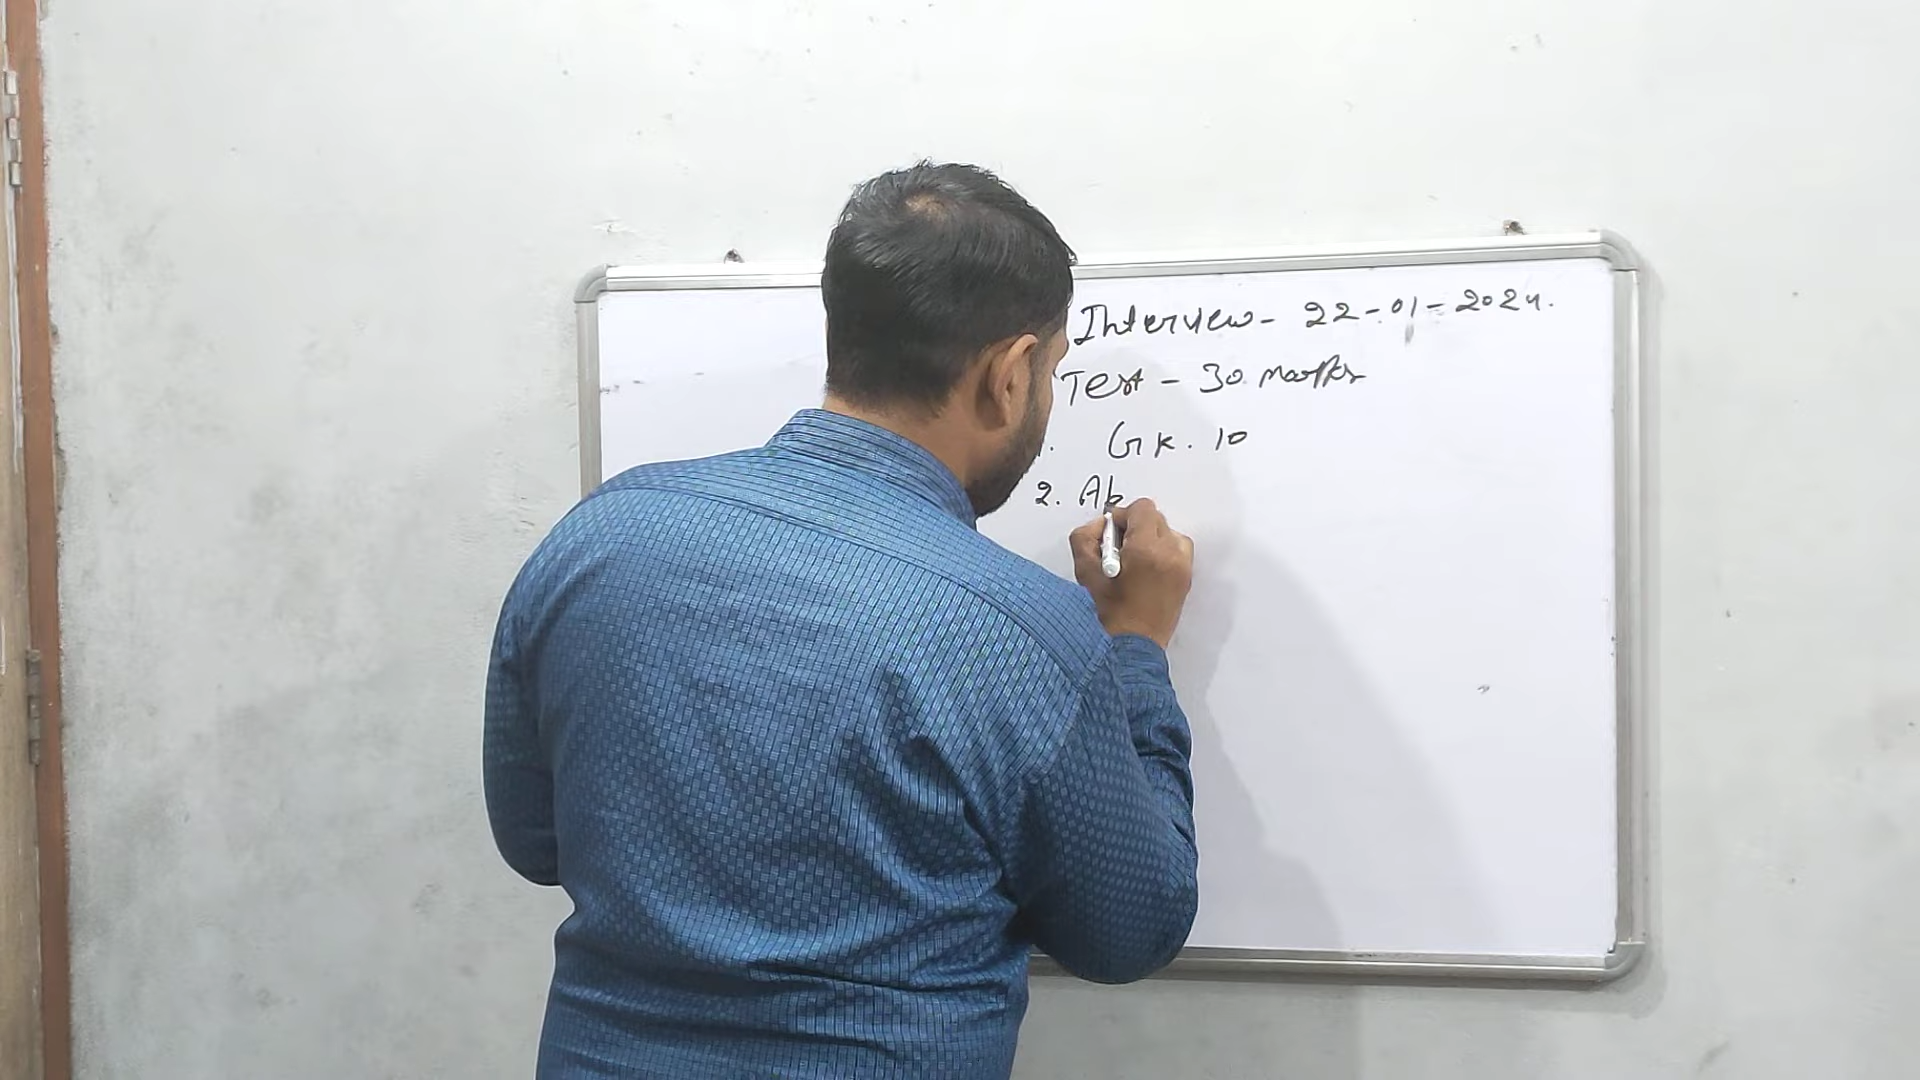 Interview - 22-01-2024.
Test - 30 marks
1. GK. 10
2. Ab